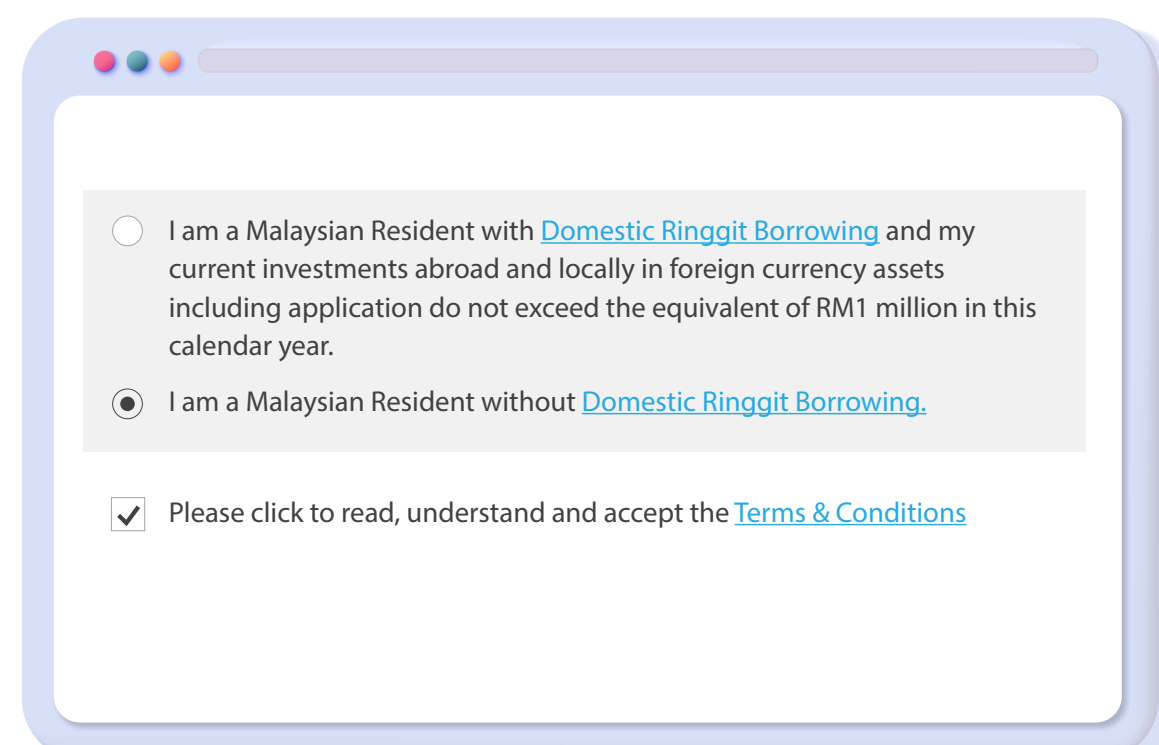 I am a Malaysian Resident with Domestic Ringgit Borrowing and my
current investments abroad and locally in foreign currency assets
including application do not exceed the equivalent of RM1 million in this
calendar year.
I am a Malaysian Resident without Domestic Ringgit Borrowing.
Please click to read, understand and accept the Terms & Conditions